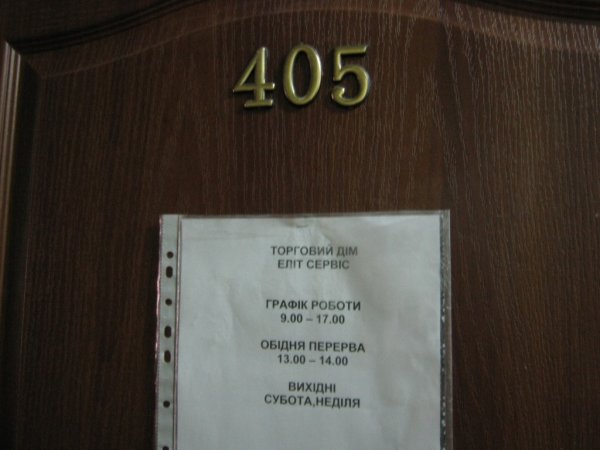 405
ТОРГОВИЙ ДІМ
ЕЛІТ СЕРВІС
ГРАФІК РОБОТИ
9.00 – 17.00
ОБІДНЯ ПЕРЕРВА
13.00 – 14.00
ВИХІДНІ
СУБОТА,НЕДІЛЯ